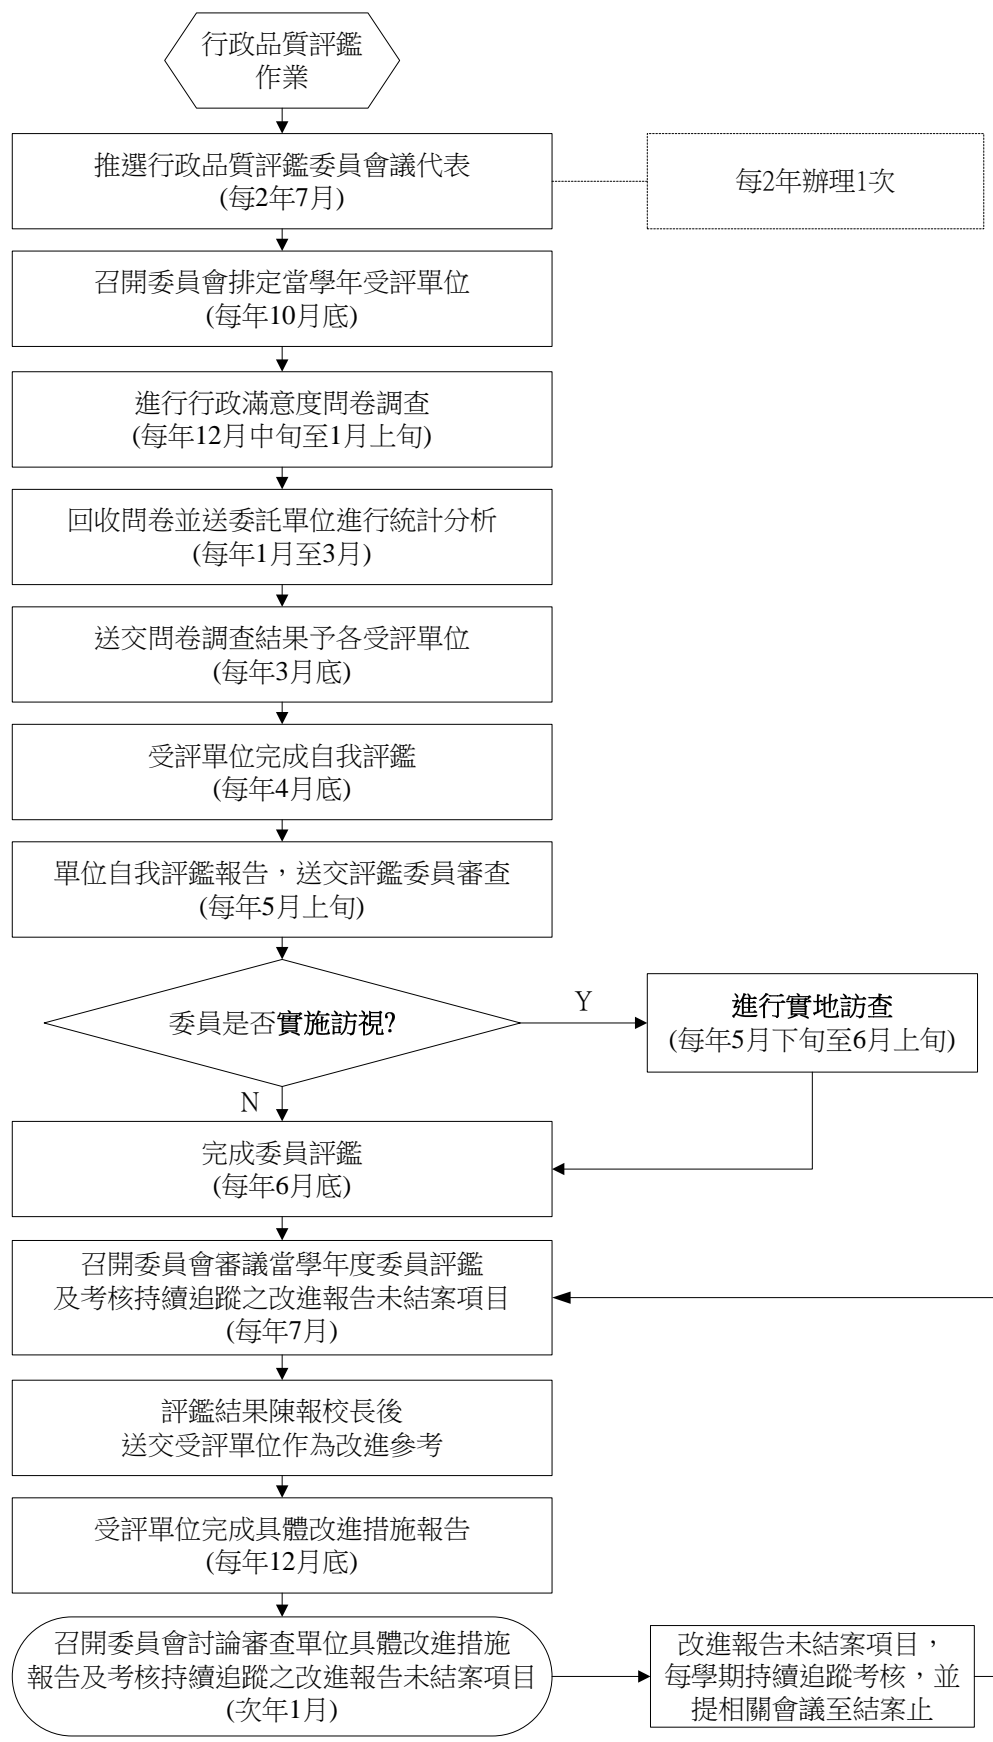 行政品質評鑑
作業
推選行政品質評鑑委員會議代表
(每2年7月)
每2年辦理1次
召開委員會排定當學年受評單位
(每年10月底)
進行行政滿意度問卷調查
(每年12月中旬至1月上旬)
回收問卷並送委託單位進行統計分析
(每年1月至3月)
送交問卷調查結果予各受評單位
(每年3月底)
受評單位完成自我評鑑
(每年4月底)
單位自我評鑑報告，送交評鑑委員審查
(每年5月上旬)
委員是否實施訪視?
Y
進行實地訪查
(每年5月下旬至6月上旬)
N
完成委員評鑑
(每年6月底)
召開委員會審議當學年度委員評鑑
及考核持續追蹤之改進報告未結案項目
(每年7月)
評鑑結果陳報校長後
送交受評單位作為改進參考
受評單位完成具體改進措施報告
(每年12月底)
召開委員會討論審查單位具體改進措施
報告及考核持續追蹤之改進報告未結案項目
(次年1月)
改進報告未結案項目，
每學期持續追蹤考核，並
提相關會議至結案止